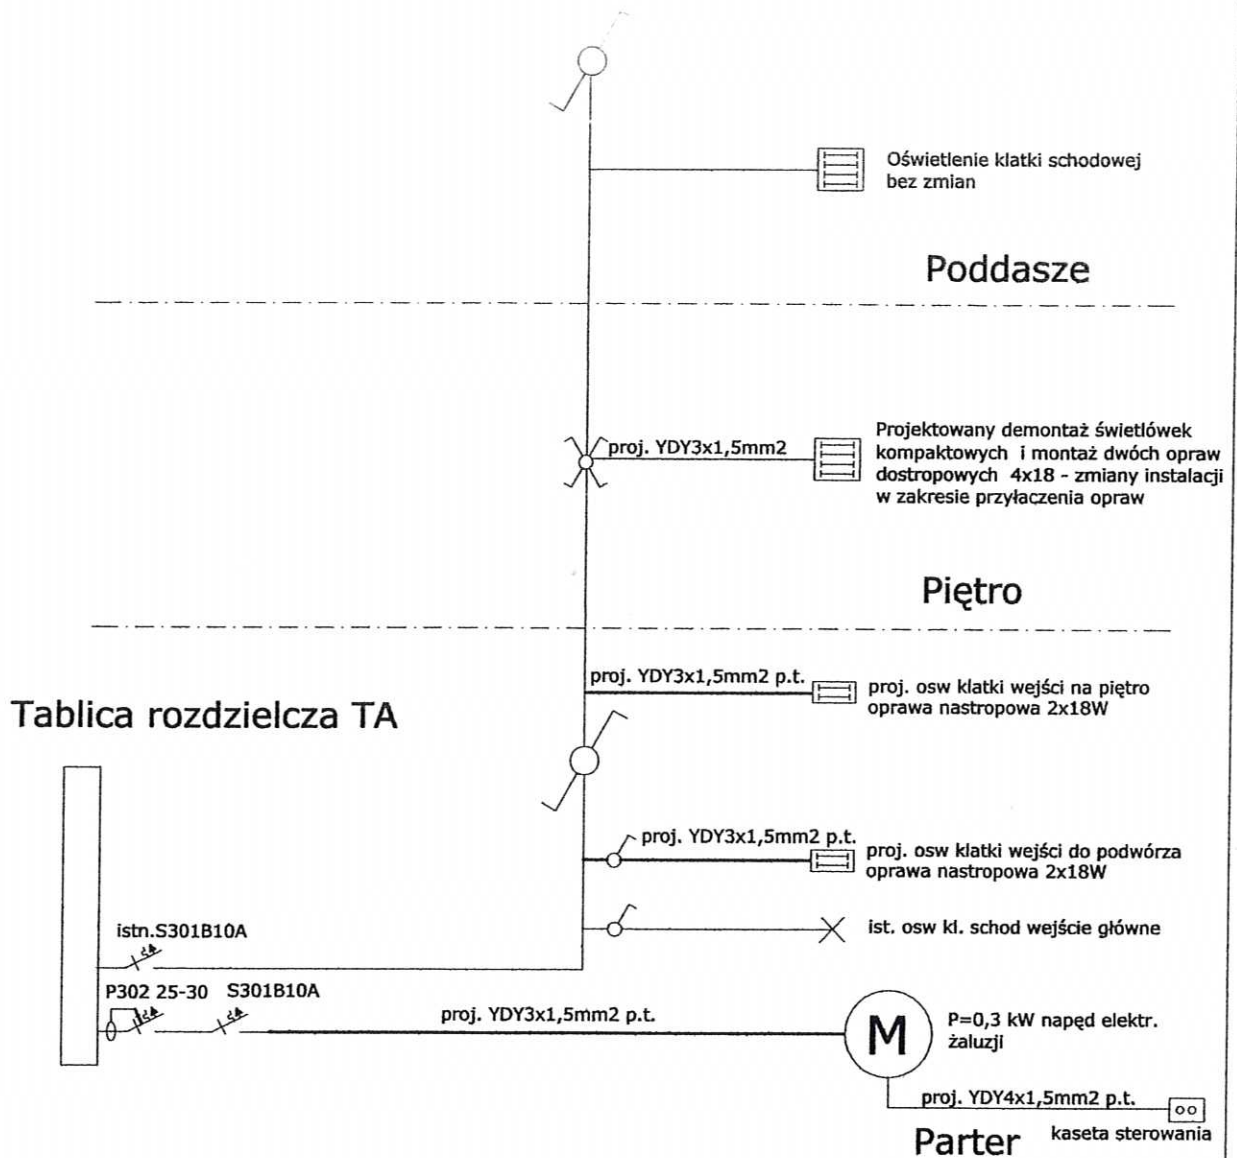 Oświetlenie klatki schodowej
bez zmian
Poddasze
proj. YDY3x1,5mm2
Projektowany demontaż świetlówek
kompaktowych i montaż dwóch opraw
dostropowych 4x18 - zmiany instalacji
w zakresie przyłaczenia opraw
Piętro
proj. YDY3x1,5mm2 p.t.
proj. osw klatki wejści na piętro
oprawa nastropowa 2x18W
Tablica rozdzielcza TA
proj. YDY3x1,5mm2 p.t.
proj. osw klatki wejści do podwórza
oprawa nastropowa 2x18W
ist. osw kl. schod wejście główne
istn.S301B10A
P302 25-30 S301B10A
proj. YDY3x1,5mm2 p.t.
M
P=0,3 kW napęd elektr.
żaluzji
proj. YDY4x1,5mm2 p.t.
kaseta sterowania
Parter